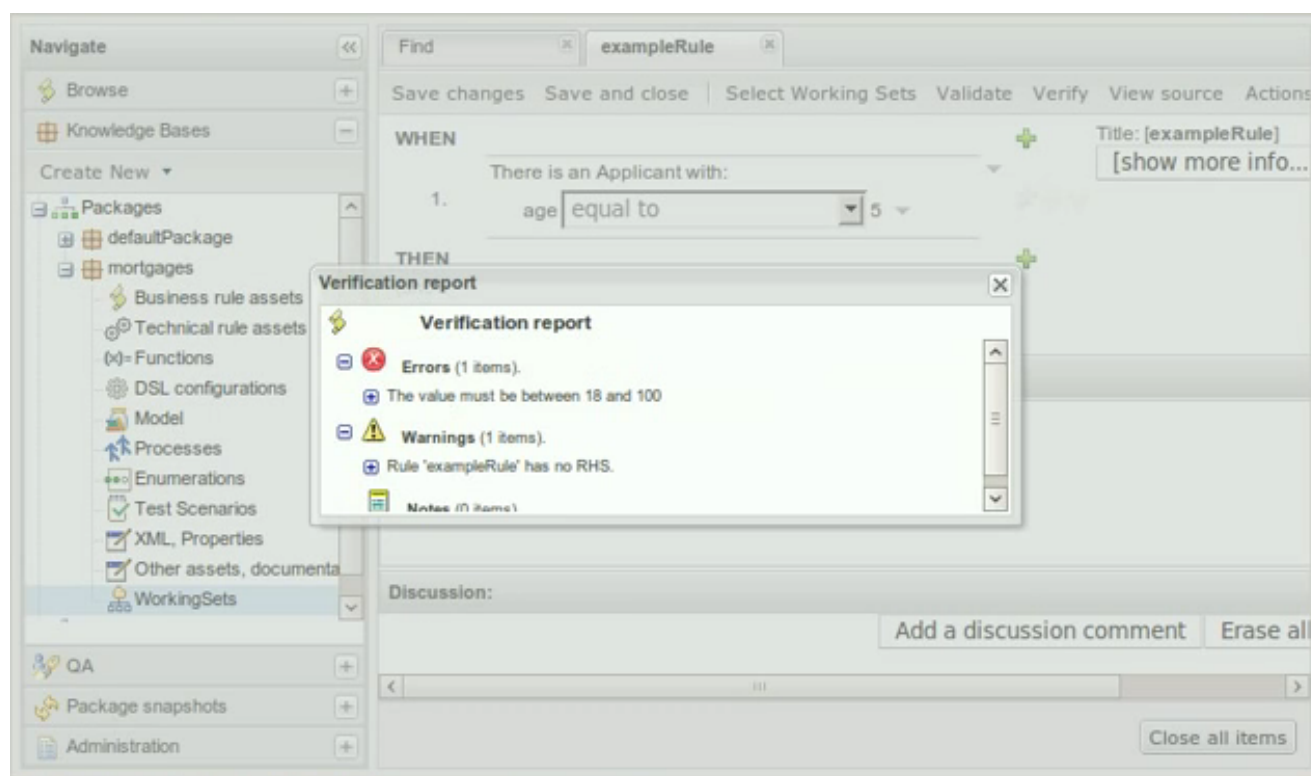 Navigate
Browse
Knowledge Bases
Create New
Packages
defaultPackage
mortgages
Business rule assets
Technical rule assets
(x)= Functions
DSL configurations
Model
Processes
Enumerations
Test Scenarios
XML, Properties
Other assets, documenta
WorkingSets
QA
Package snapshots
Administration
Find exampleRule
Save changes Save and close Select Working Sets Validate Verify View source Actions
WHEN
Title: [exampleRule]
[show more info...
There is an Applicant with:
1.
age equal to 5
THEN
Verification report
Verification report
Errors (1 items).
The value must be between 18 and 100
Warnings (1 items).
Rule 'exampleRule' has no RHS.
Notes (0 items)
Discussion:
Add a discussion comment Erase all
Close all items